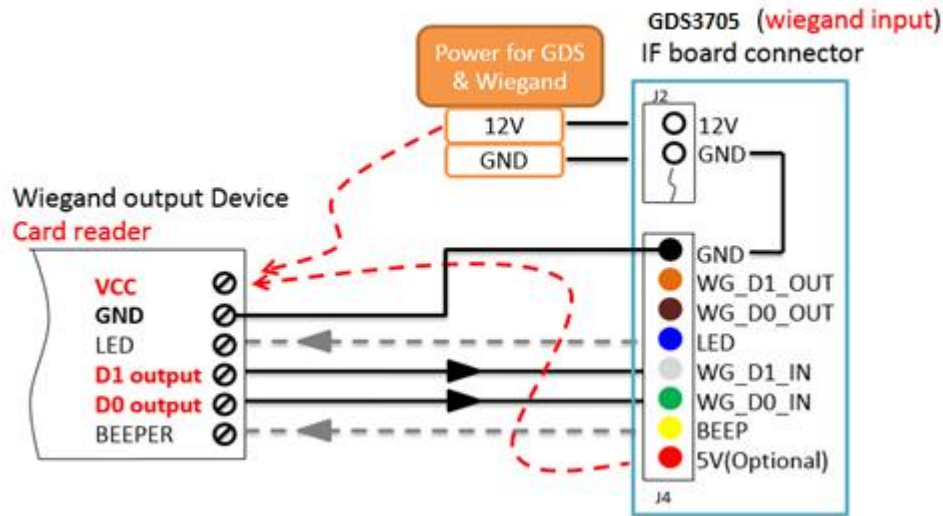 GDS3705 (wiegand input)
IF board connector
Power for GDS
& Wiegand
12V
GND
J2
12V
GND
Wiegand output Device
Card reader
VCC
GND
LED
D1 output
D0 output
BEEPER
GND
WG_D1_OUT
WG_D0_OUT
LED
WG_D1_IN
WG_D0_IN
BEEP
5V(Optional)
J4